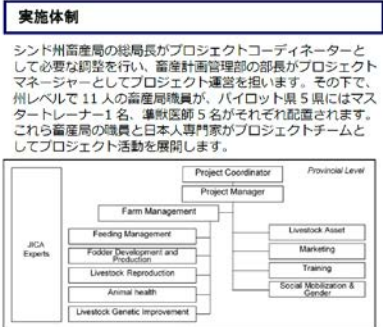 実施体制
シンド州畜産局の総局長がプロジェクトコーディネーターと
して必要な調整を行い、畜産計画管理部の部長がプロジェクト
マネージャーとしてプロジェクト運営を担います。その下で、
州レベルで11人の畜産局職員が、パイロット県5県にはマス
タートレーナー1名、準獣医師5名がそれぞれ配置されます。
これら畜産局の職員と日本人専門家がプロジェクトチームと
してプロジェクト活動を展開します。
Project Coordinator
Provincial Level
Project Manager
Farm Management
JICA
Experts
Feeding Management
Fodder Development and
Production
Livestock Reproduction
Animal health
Livestock Genetic Improvement
Livestock Asset
Marketing
Training
Social Mobilization &
Gender